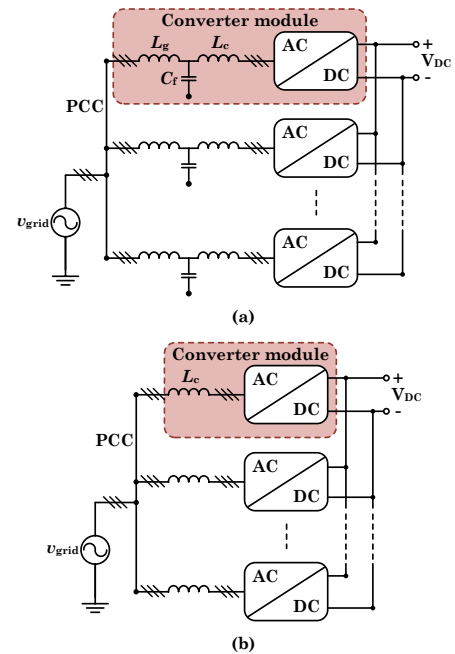 Converter module
Lg Lc AC +
Cf DC VDC
-
PCC
AC
DC
vgrid
AC
DC
(a)
Converter module
Lc AC +
DC VDC
-
PCC
AC
DC
vgrid
AC
DC
(b)